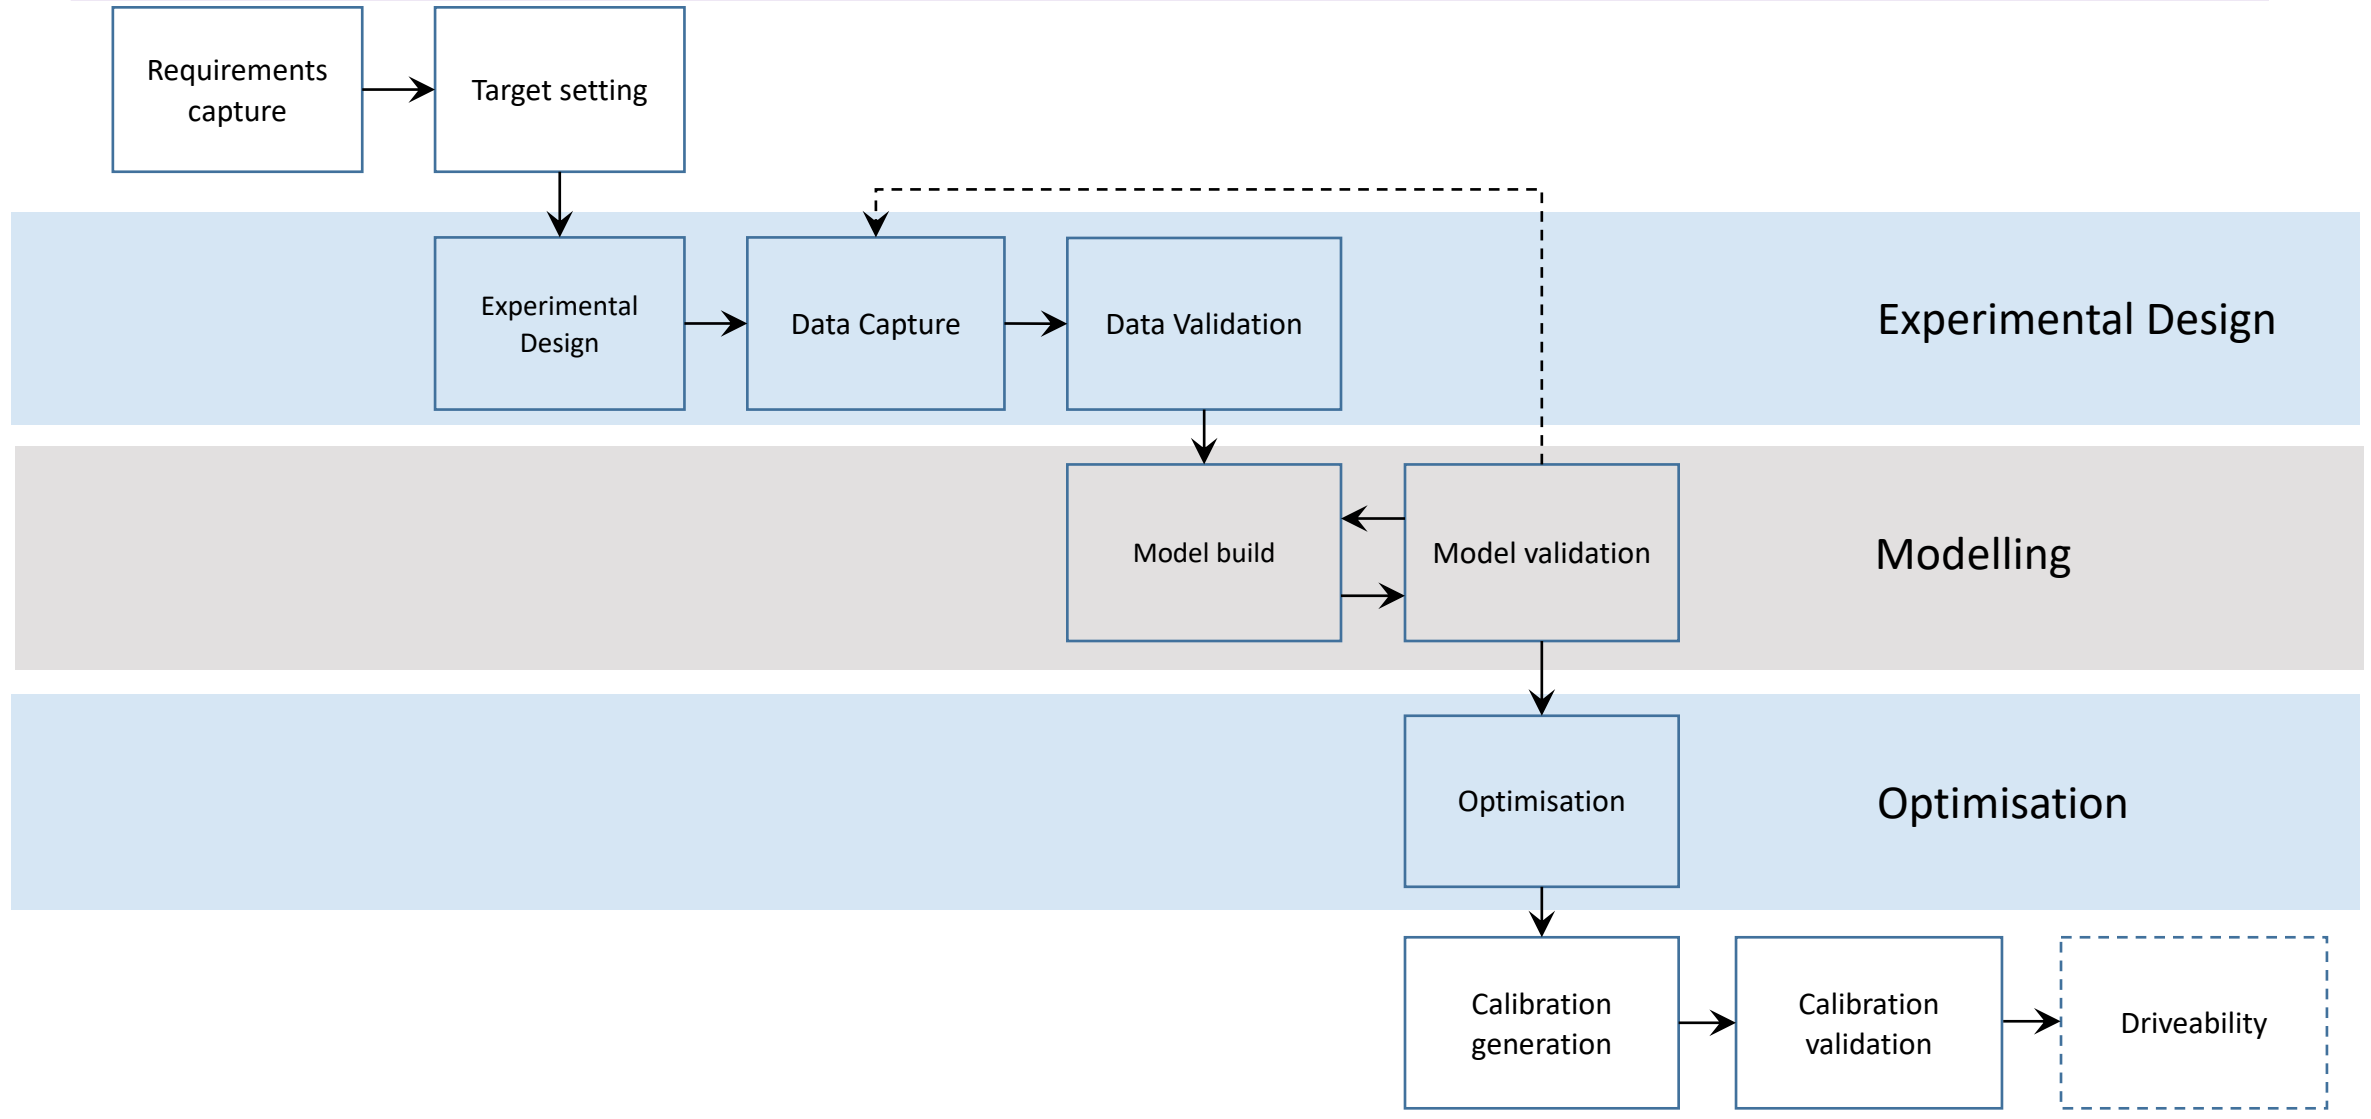 Requirements
capture
Target setting
Experimental
Design
Data Capture
Data Validation
Experimental Design
Model build
Model validation
Modelling
Optimisation
Optimisation
Calibration
generation
Calibration
validation
Driveability